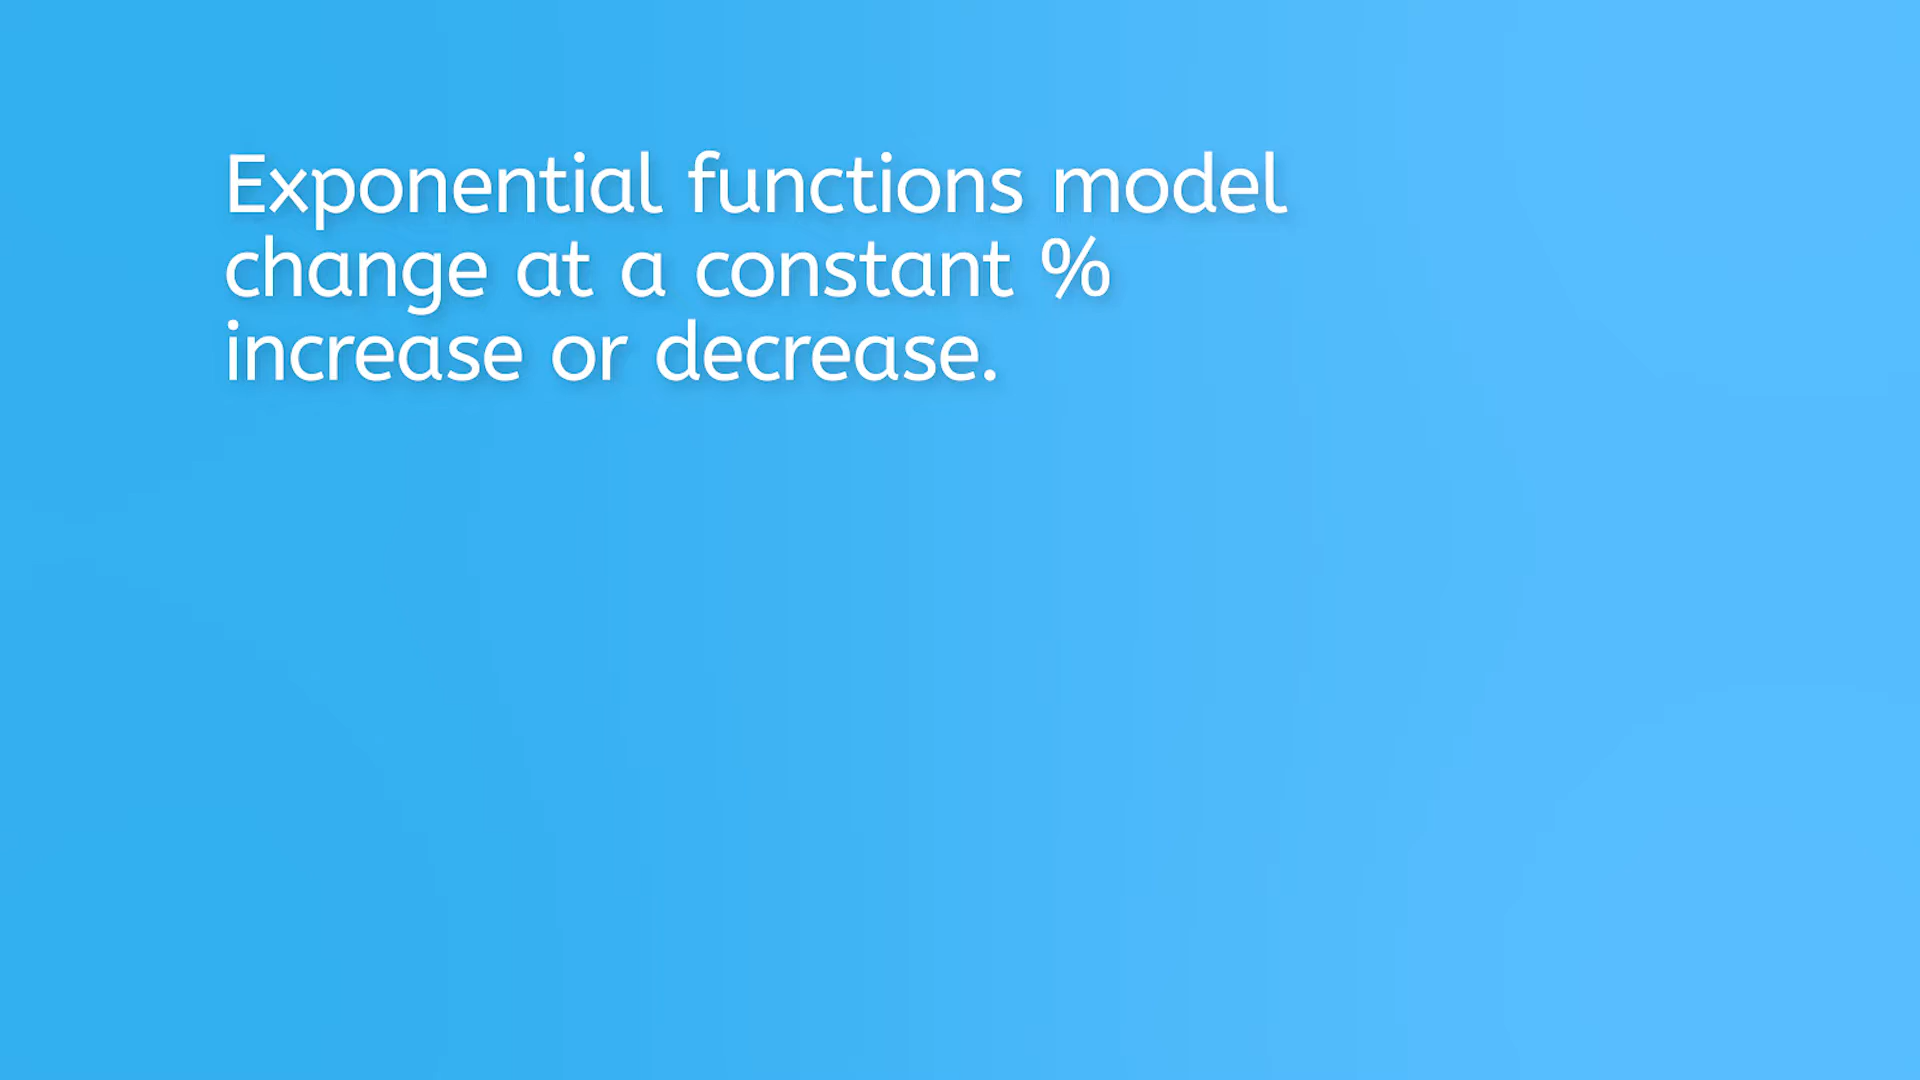 Exponential functions model
change at a constant %
increase or decrease.